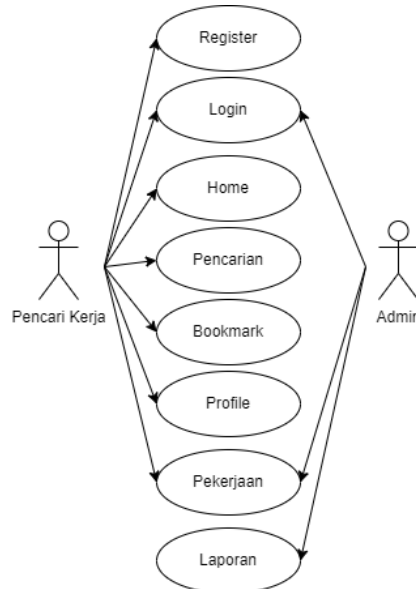 Register
Login
Home
Pencarian
Pencari Kerja
Admin
Bookmark
Profile
Pekerjaan
Laporan